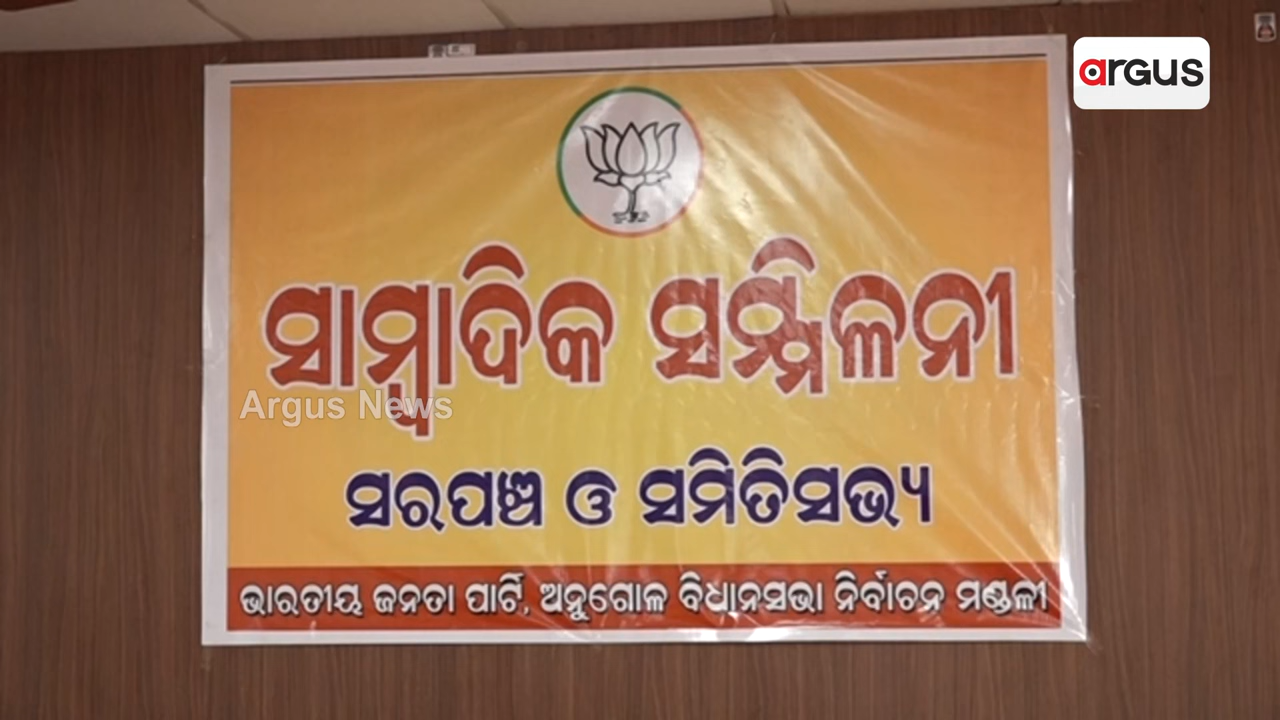 argus
ସାମ୍ବାଦିକ ସମ୍ମିଳନୀ
Argus News
ସରପଞ୍ଚ ଓ ସମିତିସଭ୍ୟ
ଭାରତୀୟ ଜନତା ପାର୍ଟି, ଅନୁଗୋଳ ବିଧାନସଭା ନିର୍ବାଚନ ମଣ୍ଡଳୀ